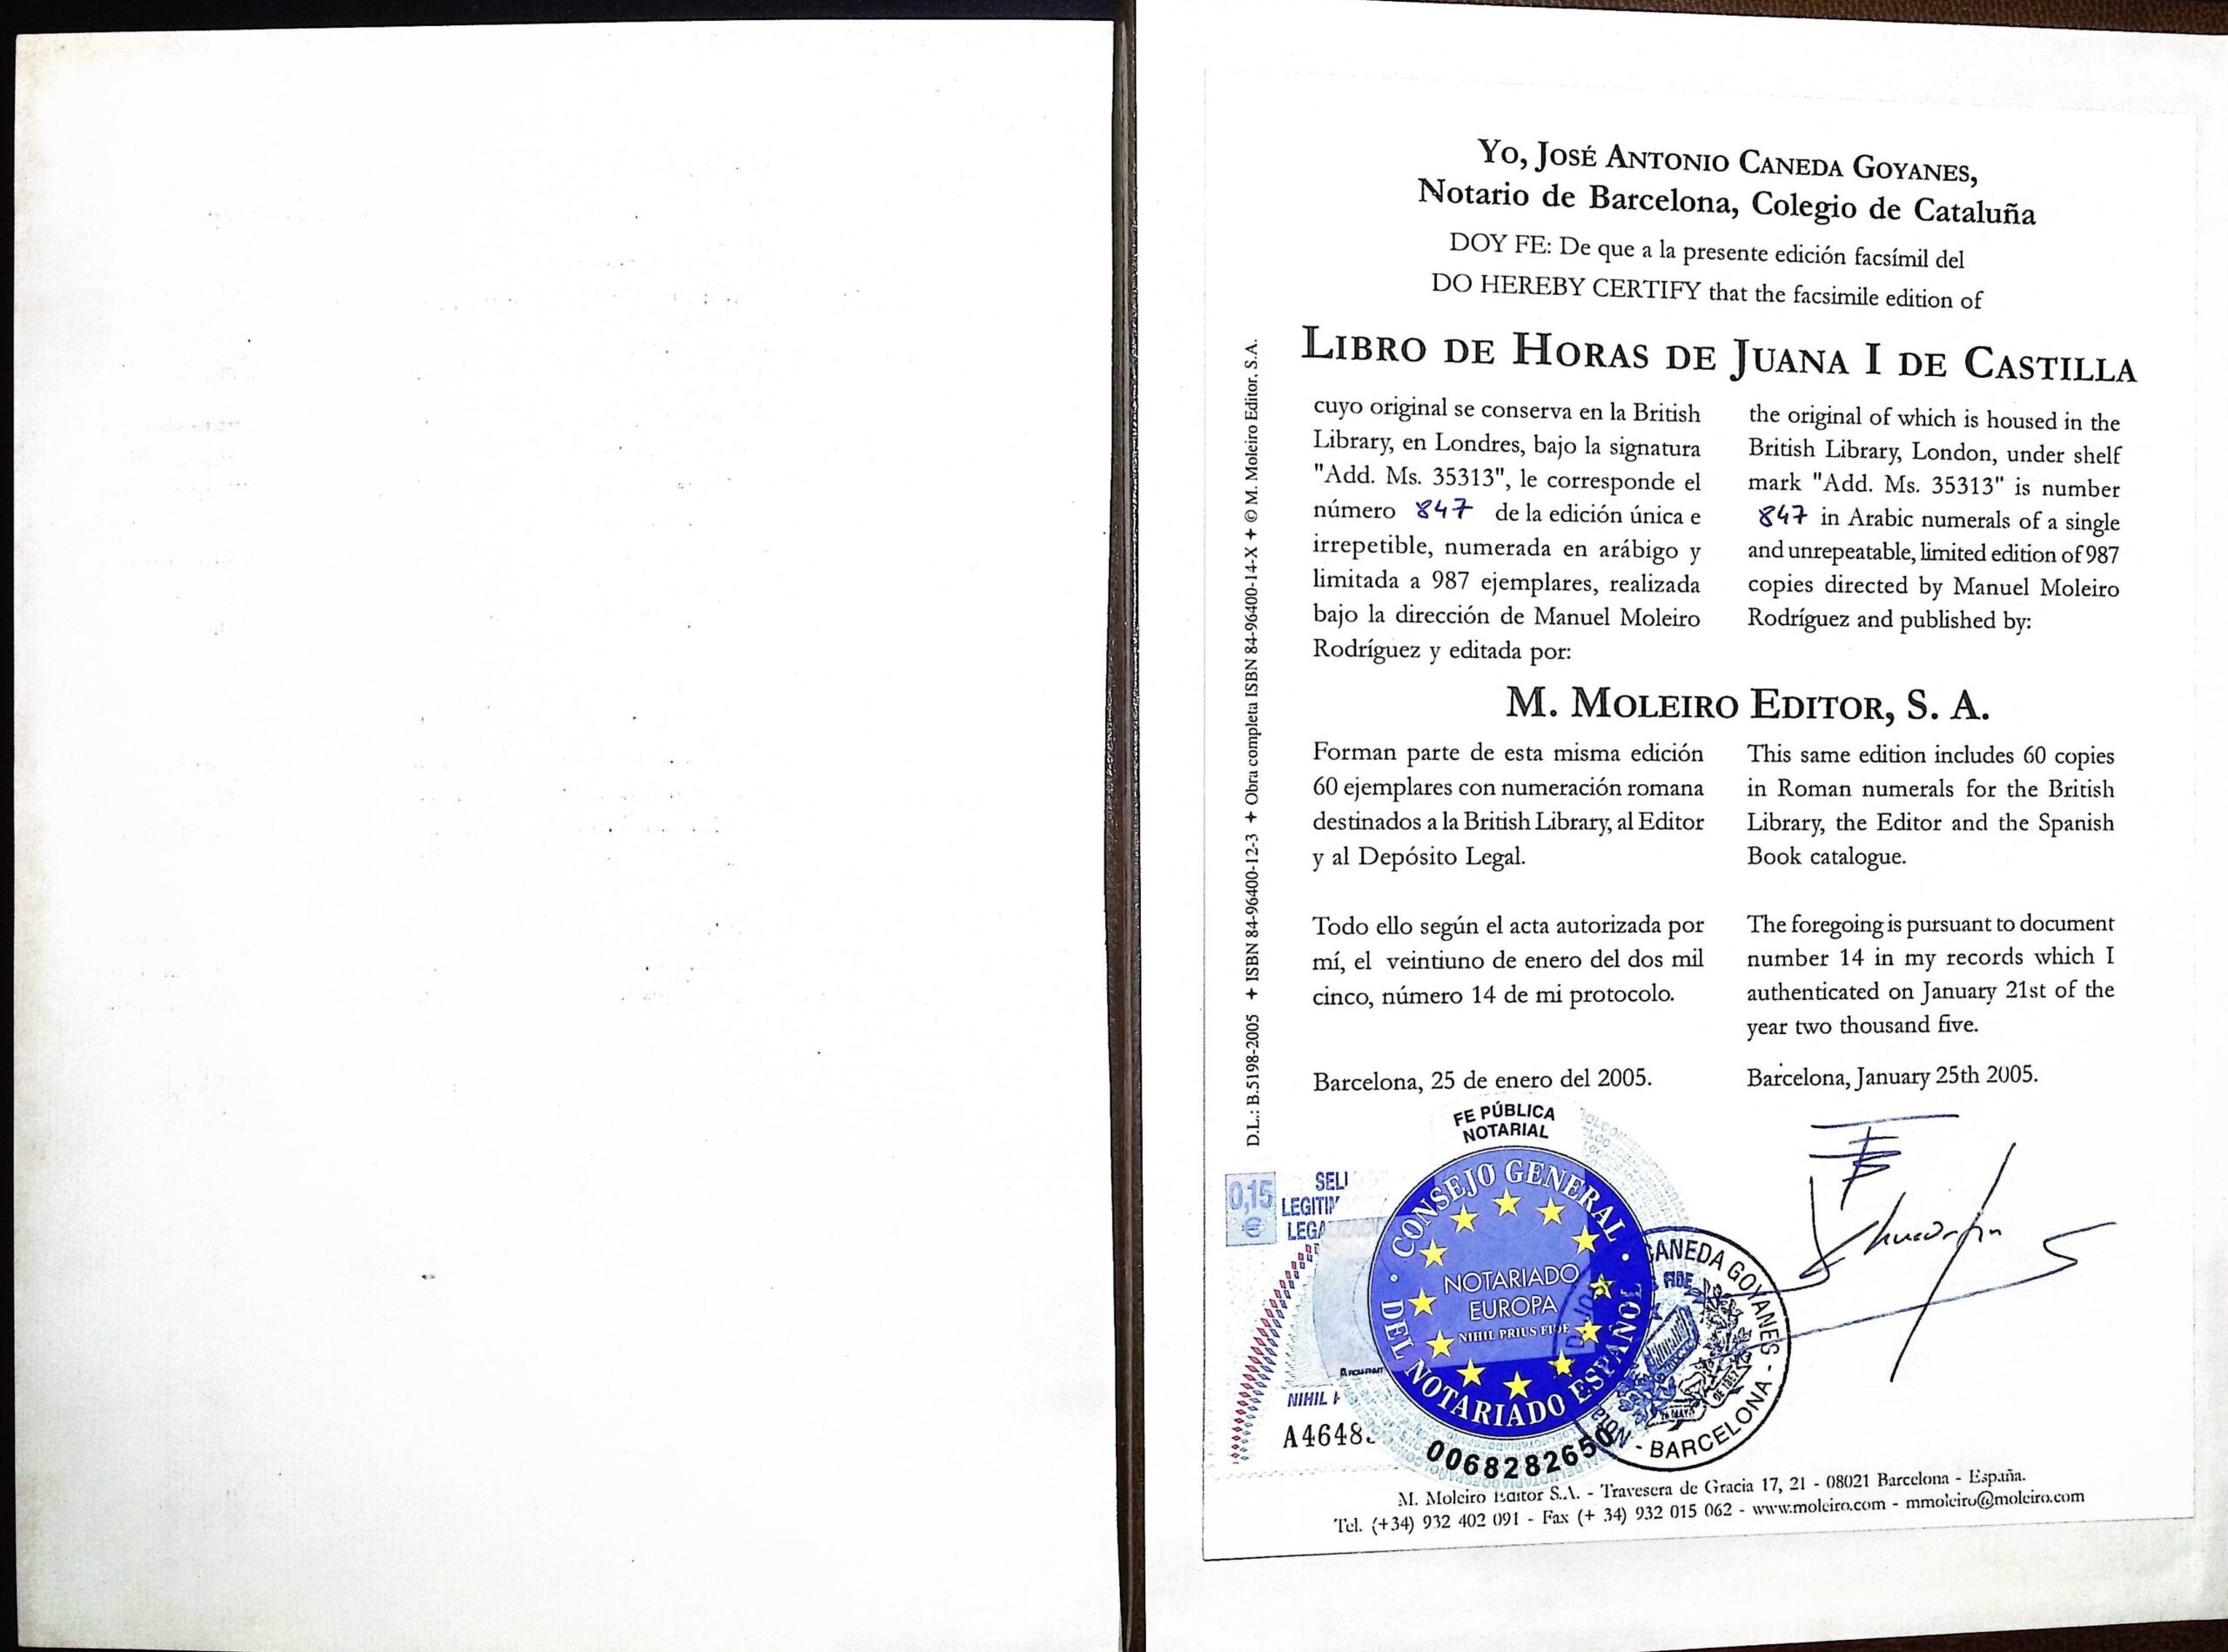 Yo, José Antonio Caneda Goyanes,
Notario de Barcelona, Colegio de Cataluña
DOY FE: De que a la presente edición facsímil del
DO HEREBY CERTIFY that the facsimile edition of
Libro de Horas de Juana I de Castilla
cuyo original se conserva en la British
Library, en Londres, bajo la signatura
"Add. Ms. 35313", le corresponde el
número 847 de la edición única e
irrepetible, numerada en arábigo y
limitada a 987 ejemplares, realizada
bajo la dirección de Manuel Moleiro
Rodríguez y editada por:
the original of which is housed in the
British Library, London, under shelf
mark "Add. Ms. 35313" is number
847 in Arabic numerals of a single
and unrepeatable, limited edition of 987
copies directed by Manuel Moleiro
Rodríguez and published by:
M. Moleiro Editor, S. A.
Forman parte de esta misma edición
60 ejemplares con numeración romana
destinados a la British Library, al Editor
y al Depósito Legal.
This same edition includes 60 copies
in Roman numerals for the British
Library, the Editor and the Spanish
Book catalogue.
Todo ello según el acta autorizada por
mí, el veintiuno de enero del dos mil
cinco, número 14 de mi protocolo.
The foregoing is pursuant to document
number 14 in my records which I
authenticated on January 21st of the
year two thousand five.
Barcelona, 25 de enero del 2005.
Barcelona, January 25th 2005.
D.L.: B.5198-2005 + ISBN 84-96400-12-3 + Obra completa ISBN 84-96400-14-X + © M. Moleiro Editor, S.A.
FE PÚBLICA
NOTARIAL
0,15
€
CONSEJO GENERAL
DEL NOTARIADO ESPAÑOL
NOTARIADO
EUROPA
NIHIL PRIUS FIDE
NIHIL
A4648
0068282650
CANEDA GOYANES - BARCELONA -
FIDE
M. Moleiro Editor S.A. - Travesera de Gracia 17, 21 - 08021 Barcelona - España.
Tel. (+34) 932 402 091 - Fax (+ 34) 932 015 062 - www.moleiro.com - mmoleiro@moleiro.com